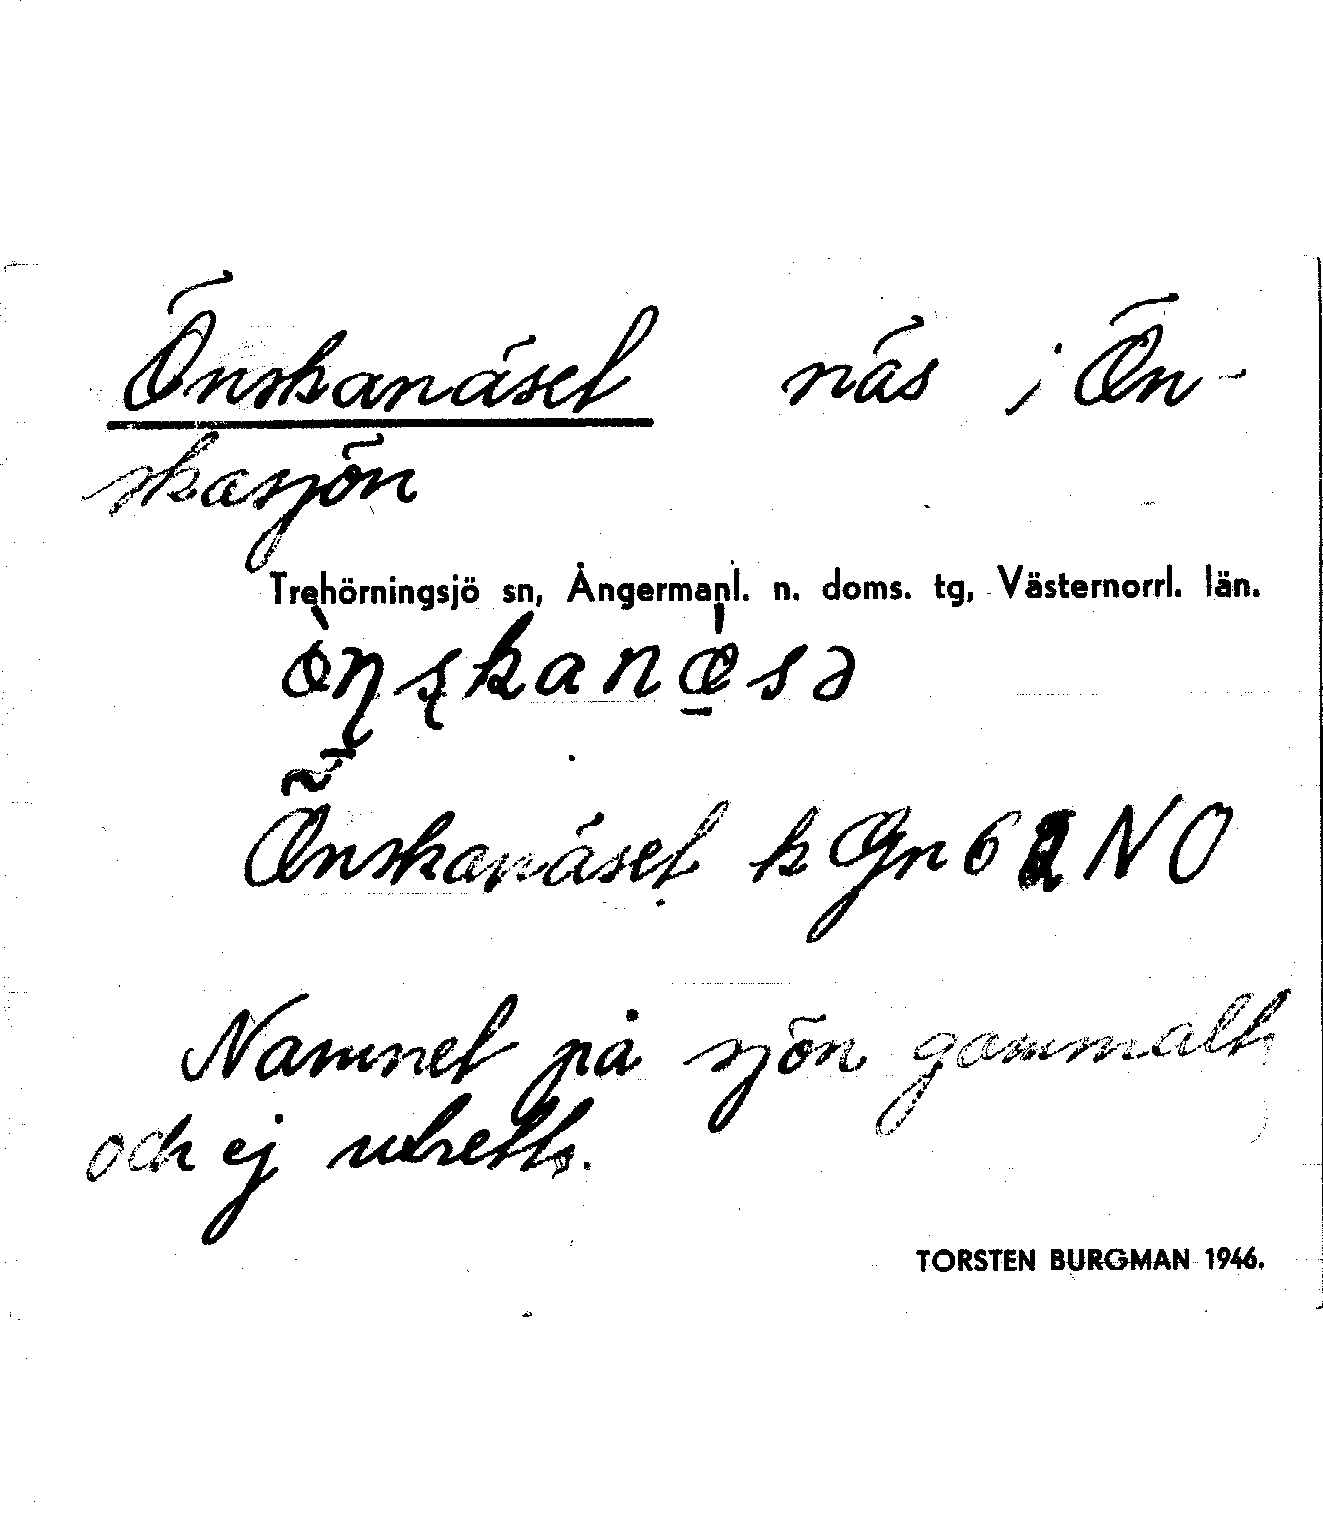 Önskanäset näs i Ön-
skasjön
Trehörningsjö sn, Ångermanl. n. doms. tg, Västernorrl. län.
Önskanäset k Gn 62 NO
Namnet på sjön gammalt
och ej utrett.
TORSTEN BURGMAN 1946.